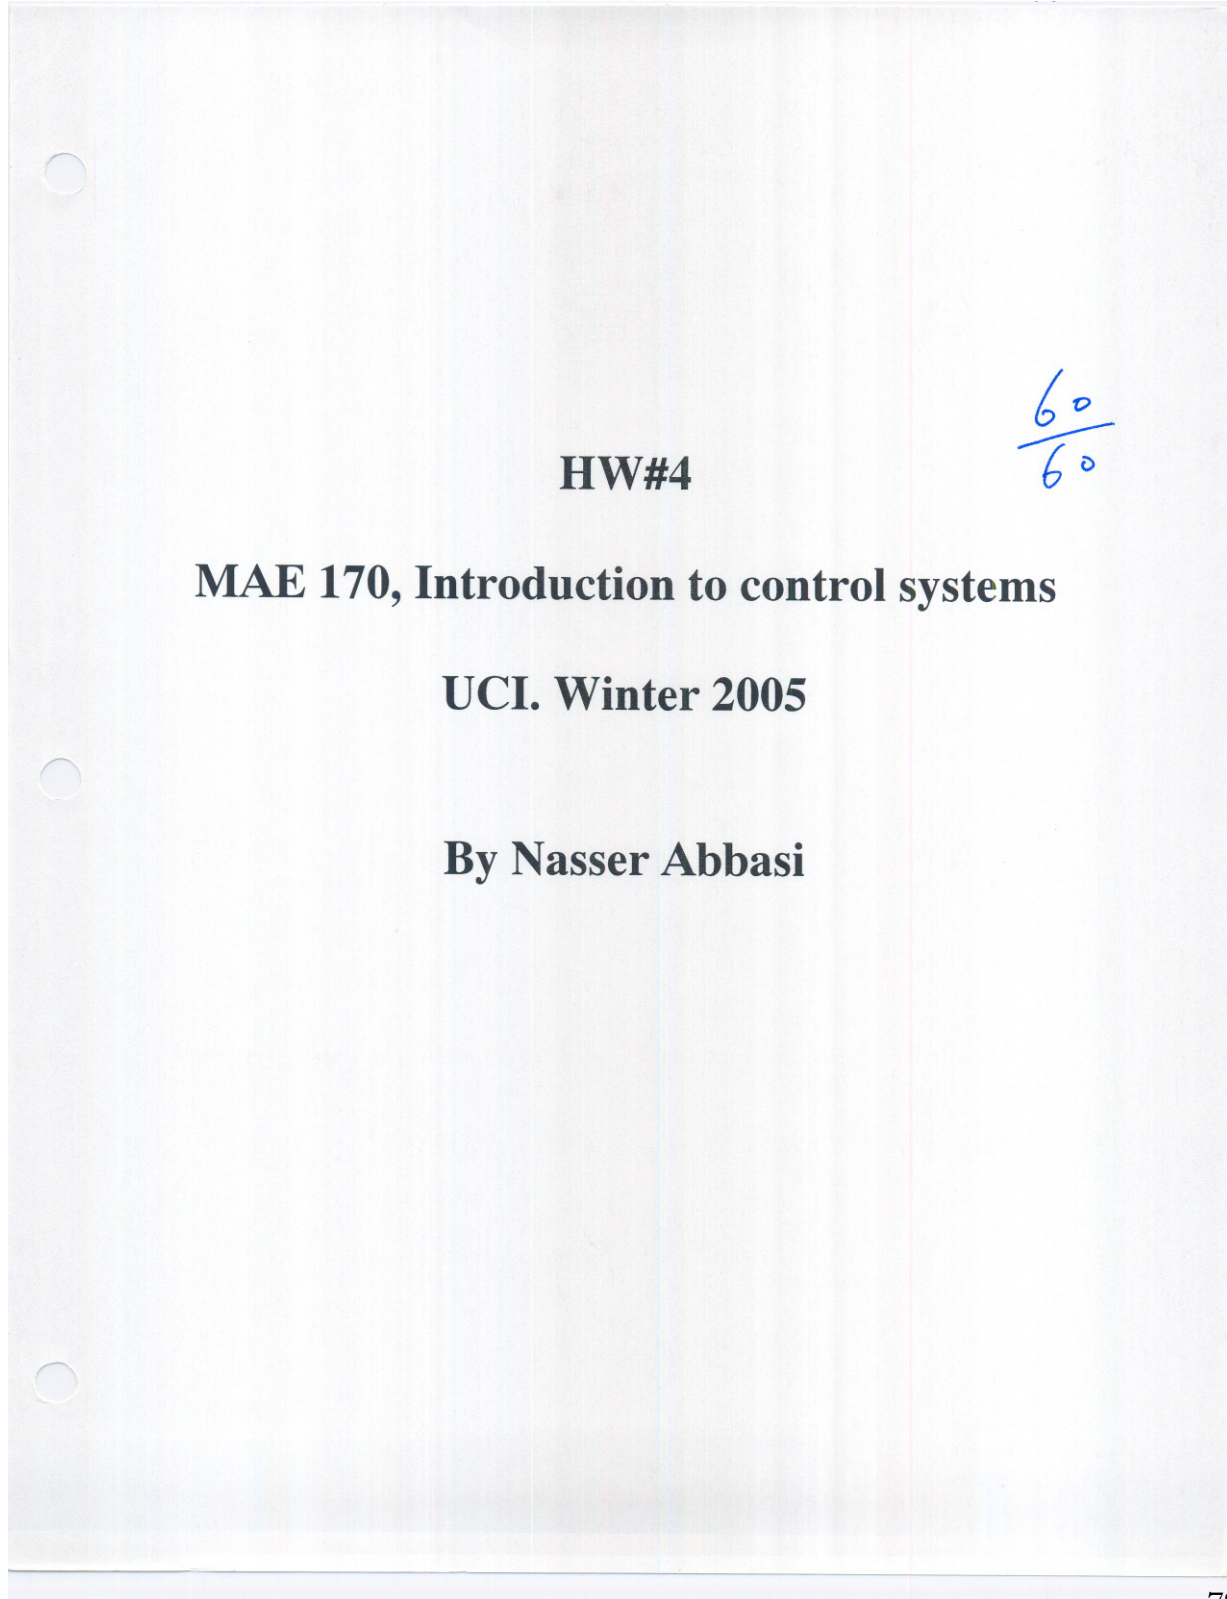 60
60
HW#4
MAE 170, Introduction to control systems
UCI. Winter 2005
By Nasser Abbasi